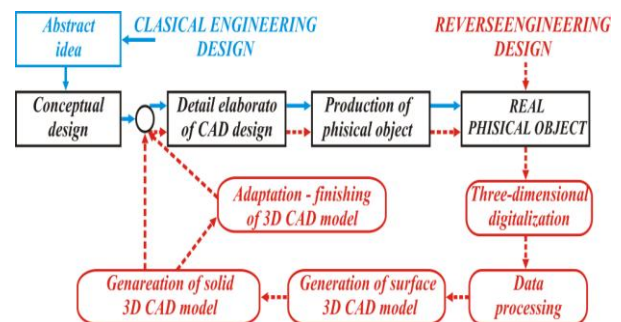 Abstract
idea
CLASICAL ENGINEERING
DESIGN
REVERSEENGINEERING
DESIGN
Conceptual
design
Detail elaborato
of CAD design
Production of
phisical object
REAL
PHISICAL OBJECT
Adaptation - finishing
of 3D CAD model
Three-dimensional
digitalization
Genareation of solid
3D CAD model
Generation of surface
3D CAD model
Data
processing